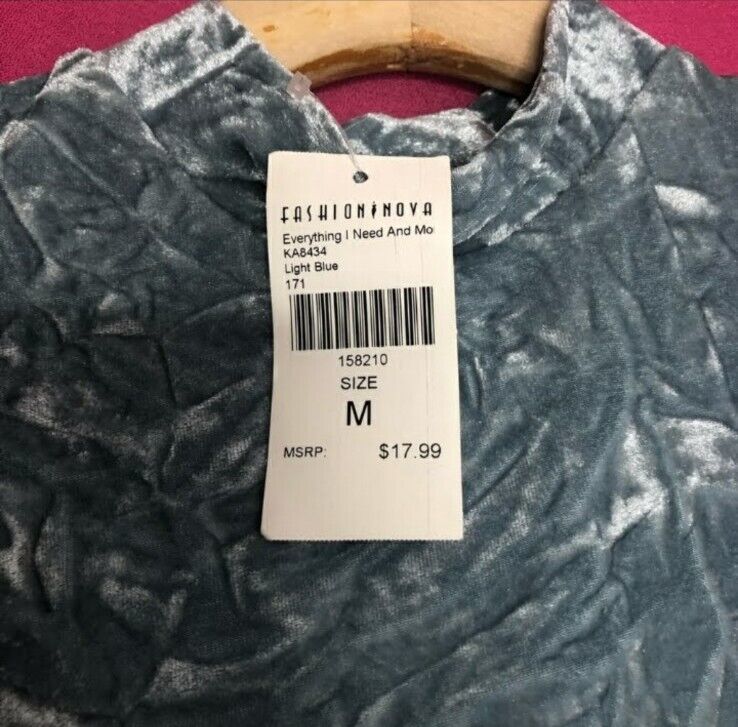 FASHION NOVA
Everything I Need And Mo
KA8434
Light Blue
171
158210
SIZE
M
MSRP: $17.99